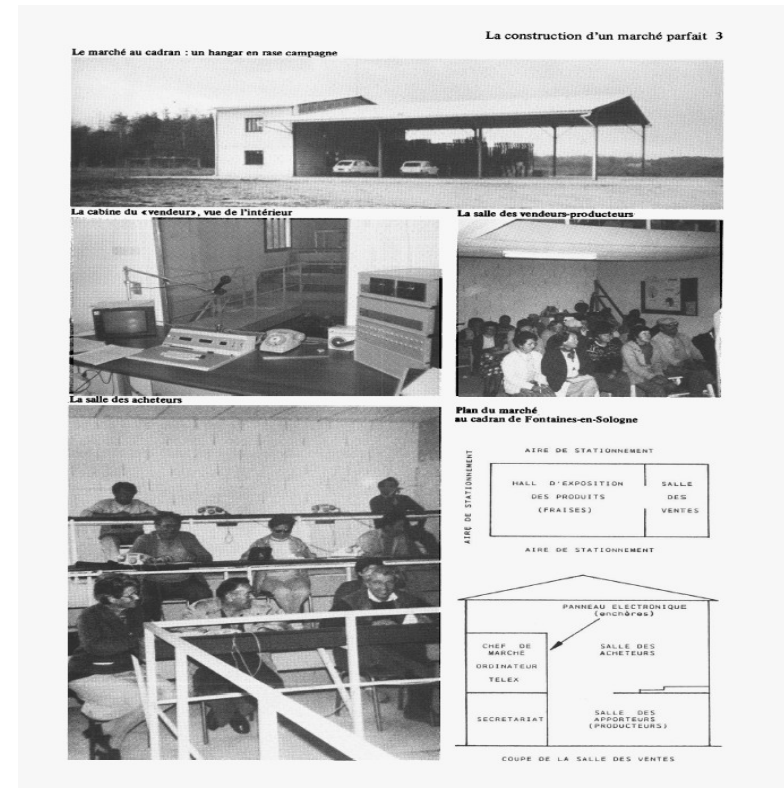 La construction d'un marché parfait 3
Le marché au cadran : un hangar en rase campagne
La cabine du «vendeur», vue de l'intérieur
La salle des vendeurs-producteurs
La salle des acheteurs
Plan du marché
au cadran de Fontaines-en-Sologne
AIRE DE STATIONNEMENT
AIRE DE STATIONNEMENT
HALL D'EXPOSITION
DES PRODUITS
(FRAISES)
SALLE
DES
VENTES
AIRE DE STATIONNEMENT
PANNEAU ELECTRONIQUE
(enchères)
CHEF DE
MARCHÉ
ORDINATEUR
TELEX
SALLE DES
ACHETEURS
SECRETARIAT
SALLE DES
APPORTEURS
(PRODUCTEURS)
COUPE DE LA SALLE DES VENTES